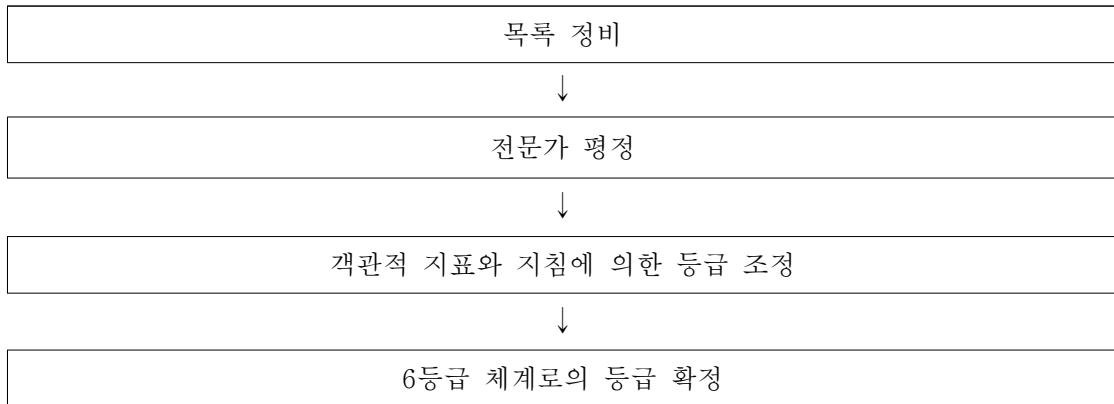 목록 정비
↓
전문가 평정
↓
객관적 지표와 지침에 의한 등급 조정
↓
6등급 체계로의 등급 확정